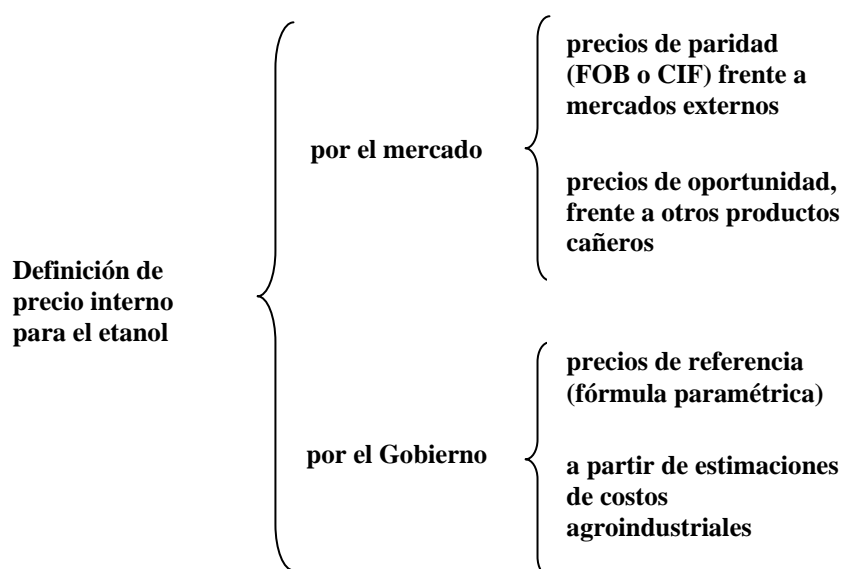 Definición de
precio interno
para el etanol
por el mercado
precios de paridad
(FOB o CIF) frente a
mercados externos
precios de oportunidad,
frente a otros productos
cañeros
por el Gobierno
precios de referencia
(fórmula paramétrica)
a partir de estimaciones
de costos
agroindustriales